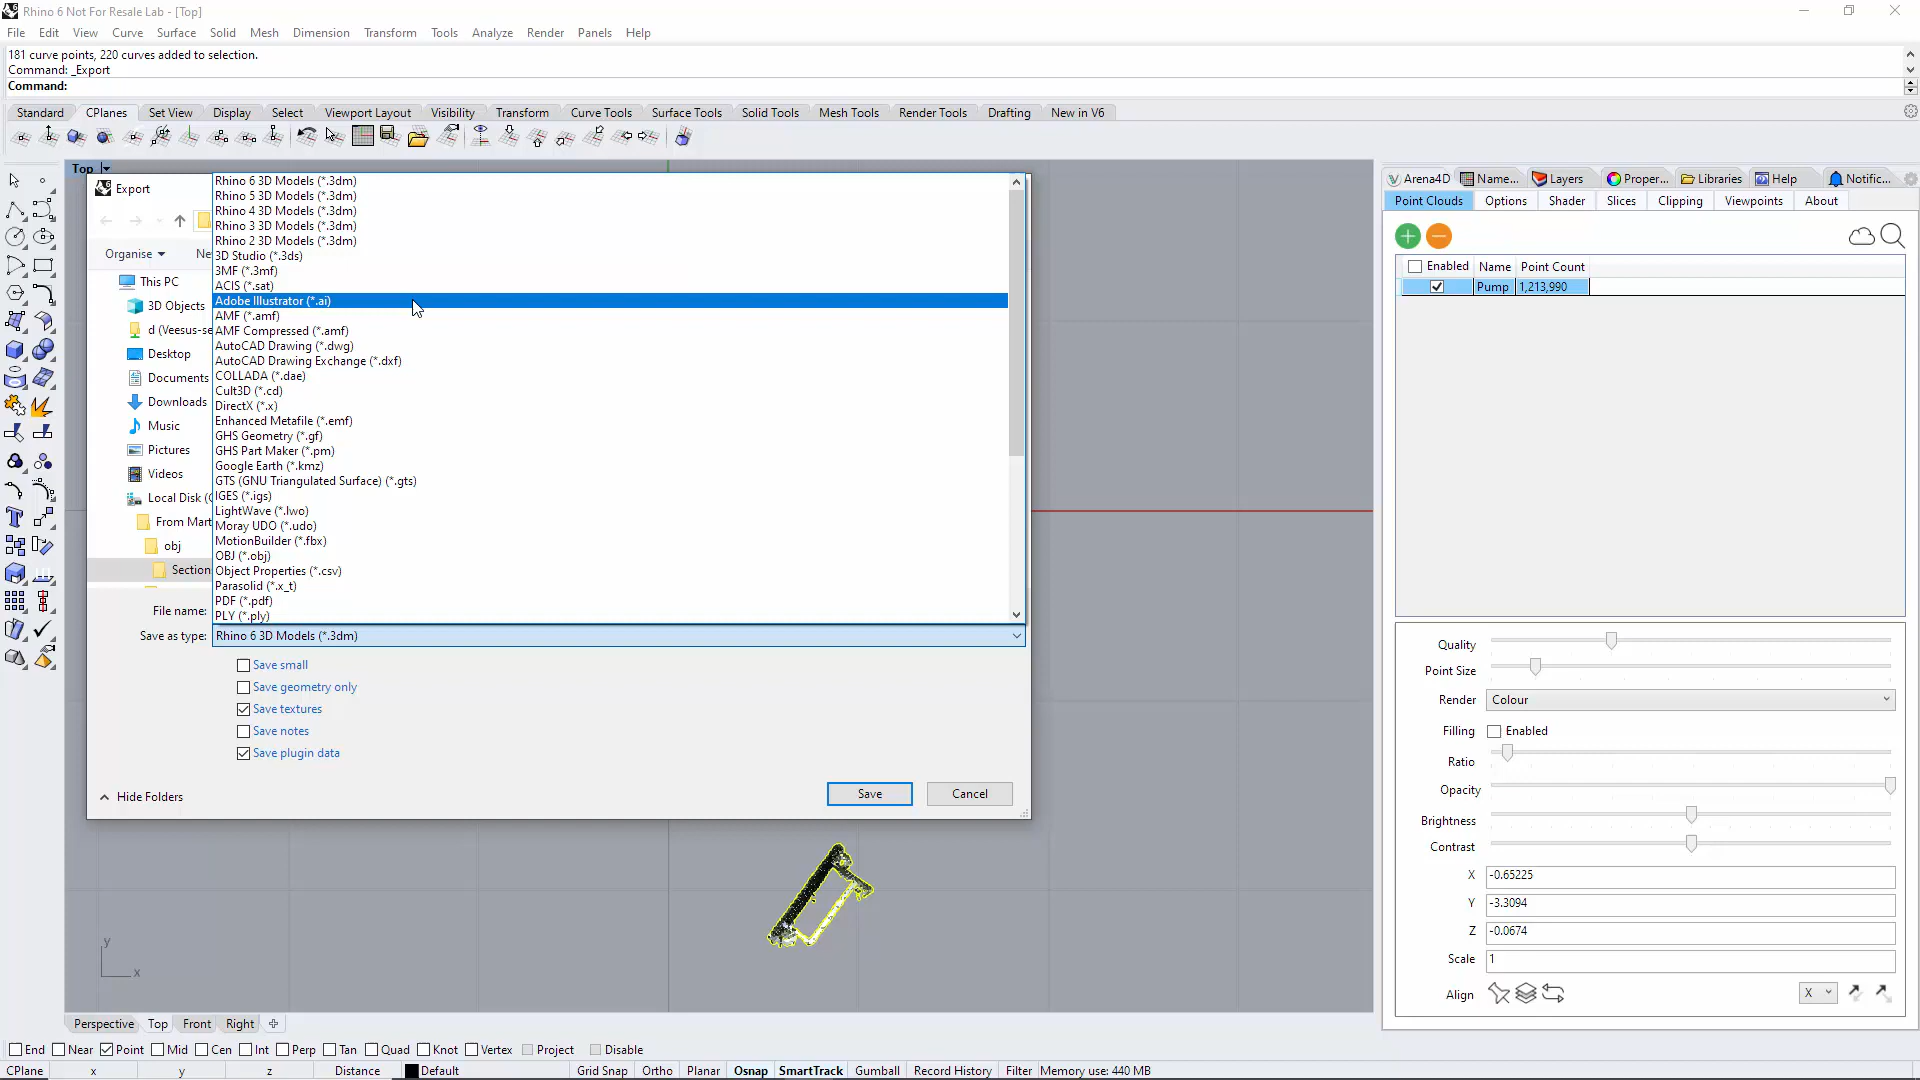 Rhino 6 Not For Resale Lab - [Top]
File Edit View Curve Surface Solid Mesh Dimension Transform Tools Analyze Render Panels Help
181 curve points, 220 curves added to selection.
Command: _Export
Command:
Standard CPlanes Set View Display Select Viewport Layout Visibility Transform Curve Tools Surface Tools Solid Tools Mesh Tools Render Tools Drafting New in V6
Top
Export
Organise Ne
This PC
3D Objects
d (Veesus-se
Desktop
Documents
Downloads
Music
Pictures
Videos
Local Disk (C
From Mart
obj
Section
Rhino 6 3D Models (*.3dm)
Rhino 5 3D Models (*.3dm)
Rhino 4 3D Models (*.3dm)
Rhino 3 3D Models (*.3dm)
Rhino 2 3D Models (*.3dm)
3D Studio (*.3ds)
3MF (*.3mf)
ACIS (*.sat)
Adobe Illustrator (*.ai)
AMF (*.amf)
AMF Compressed (*.amf)
AutoCAD Drawing (*.dwg)
AutoCAD Drawing Exchange (*.dxf)
COLLADA (*.dae)
Cult3D (*.cd)
DirectX (*.x)
Enhanced Metafile (*.emf)
GHS Geometry (*.gf)
GHS Part Maker (*.pm)
Google Earth (*.kmz)
GTS (GNU Triangulated Surface) (*.gts)
IGES (*.igs)
LightWave (*.lwo)
Moray UDO (*.udo)
MotionBuilder (*.fbx)
OBJ (*.obj)
Object Properties (*.csv)
Parasolid (*.x_t)
PDF (*.pdf)
PLY (*.ply)
File name:
Save as type: Rhino 6 3D Models (*.3dm)
Save small
Save geometry only
Save textures
Save notes
Save plugin data
Hide Folders
Save Cancel
Arena4D Name... Layers Proper... Libraries Help Notific...
Point Clouds Options Shader Slices Clipping Viewpoints About
Enabled Name Point Count
Pump 1,213,990
Quality
Point Size
Render Colour
Filling Enabled
Ratio
Opacity
Brightness
Contrast
X -0.65225
Y -3.3094
Z -0.0674
Scale 1
Align X
y
x
Perspective Top Front Right
End Near Point Mid Cen Int Perp Tan Quad Knot Vertex Project Disable
CPlane x y z Distance Default Grid Snap Ortho Planar Osnap SmartTrack Gumball Record History Filter Memory use: 440 MB